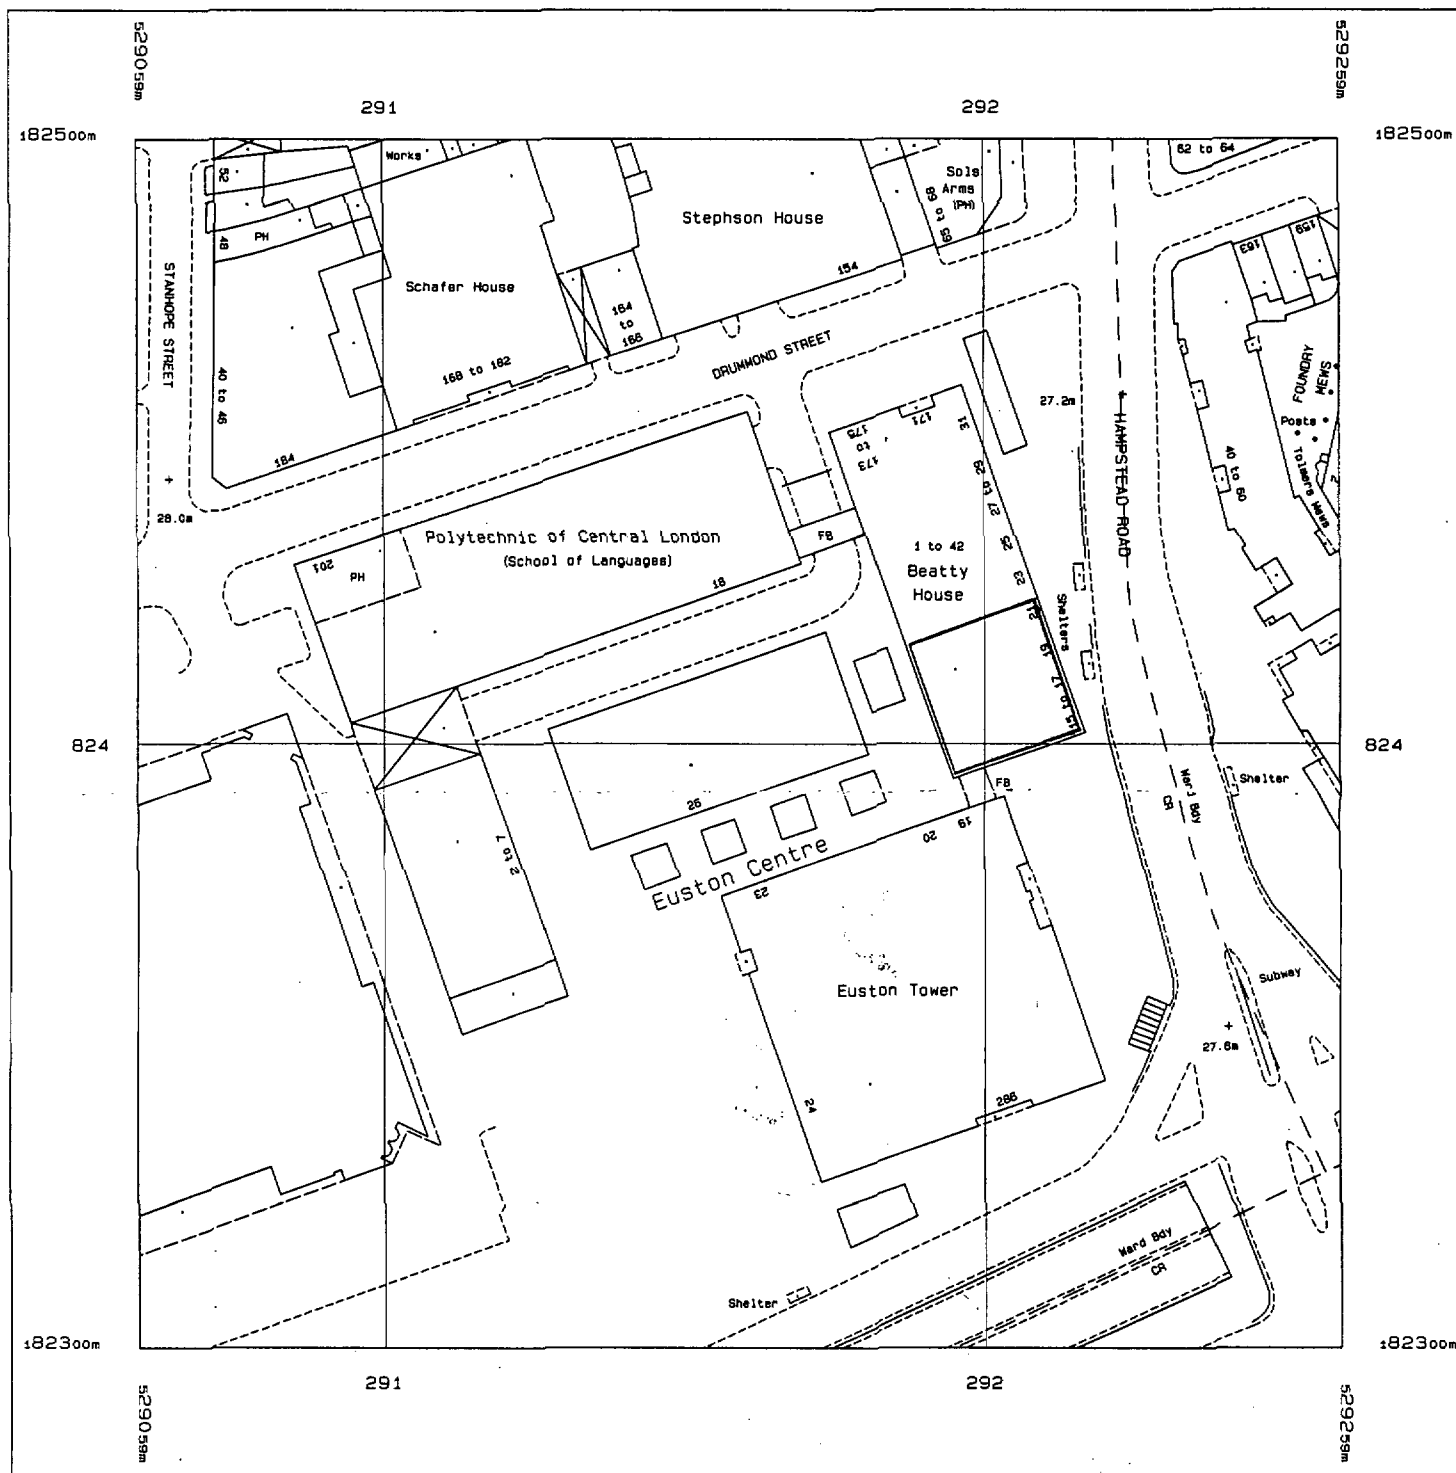 529059m
529259m
291
292
182500m
182500m
Works
62 to 64
52
Sols
Arms
(PH)
65 to 68
Stephson House
159
163
48
PH
STANHOPE STREET
154
Schafer House
164
to
166
DRUMMOND STREET
168 to 182
FOUNDRY
MEWS
40 to 46
27.2m
HAMPSTEAD ROAD
171
31
173
to
175
Posts
184
29
40 to 60
Tolmers Mews
2
27 to
28.0m
Polytechnic of Central London
(School of Languages)
FB
25
1 to 42
Beatty
House
201
PH
18
23
21
Shelters
19
15 to 17
824
824
Ward Bdy
CR
Shelter
FB
26
19
20
2 to 7
Euston Centre
23
Subway
Euston Tower
27.6m
24
286
Ward Bdy
CR
Shelter
182300m
182300m
291
292
529059m
529259m